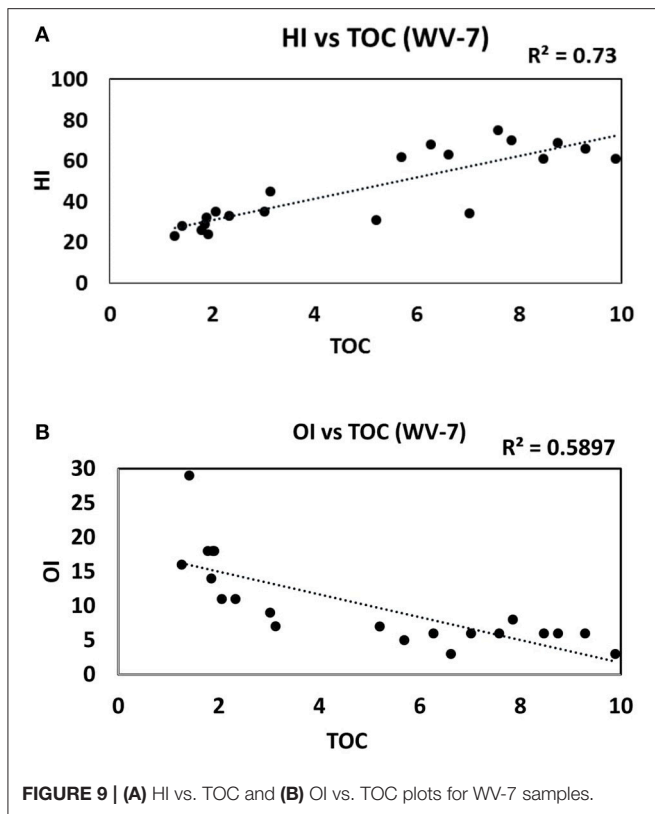 A
HI vs TOC (WV-7)
R² = 0.73
100
80
60
40
20
0
HI
0 2 4 6 8 10
TOC
B
OI vs TOC (WV-7)
R² = 0.5897
30
25
20
15
10
5
0
OI
0 2 4 6 8 10
TOC
FIGURE 9 | (A) HI vs. TOC and (B) OI vs. TOC plots for WV-7 samples.